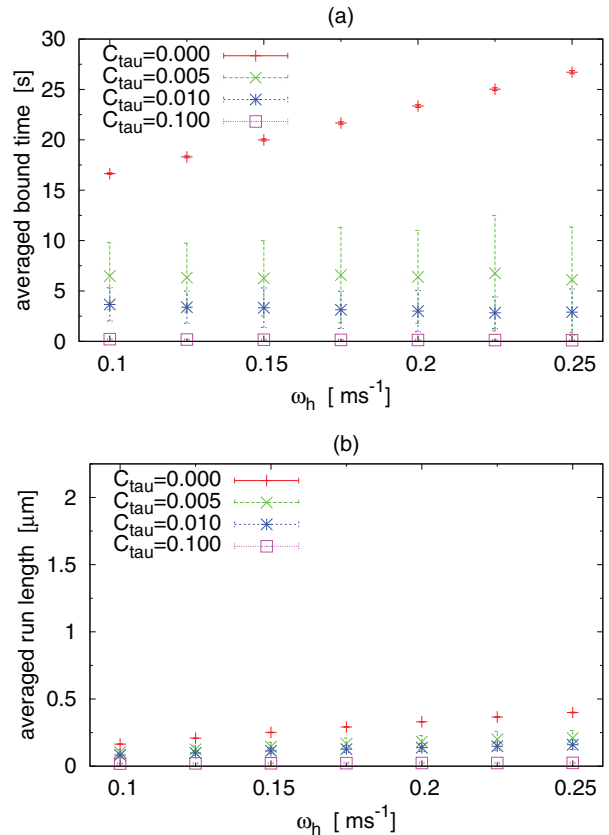 (a)
averaged bound time [s]
30
25
20
15
10
5
0
C_tau=0.000
C_tau=0.005
C_tau=0.010
C_tau=0.100
0.1 0.15 0.2 0.25
ω_h [ ms⁻¹]
(b)
averaged run length [μm]
2
1.5
1
0.5
0
C_tau=0.000
C_tau=0.005
C_tau=0.010
C_tau=0.100
0.1 0.15 0.2 0.25
ω_h [ ms⁻¹]